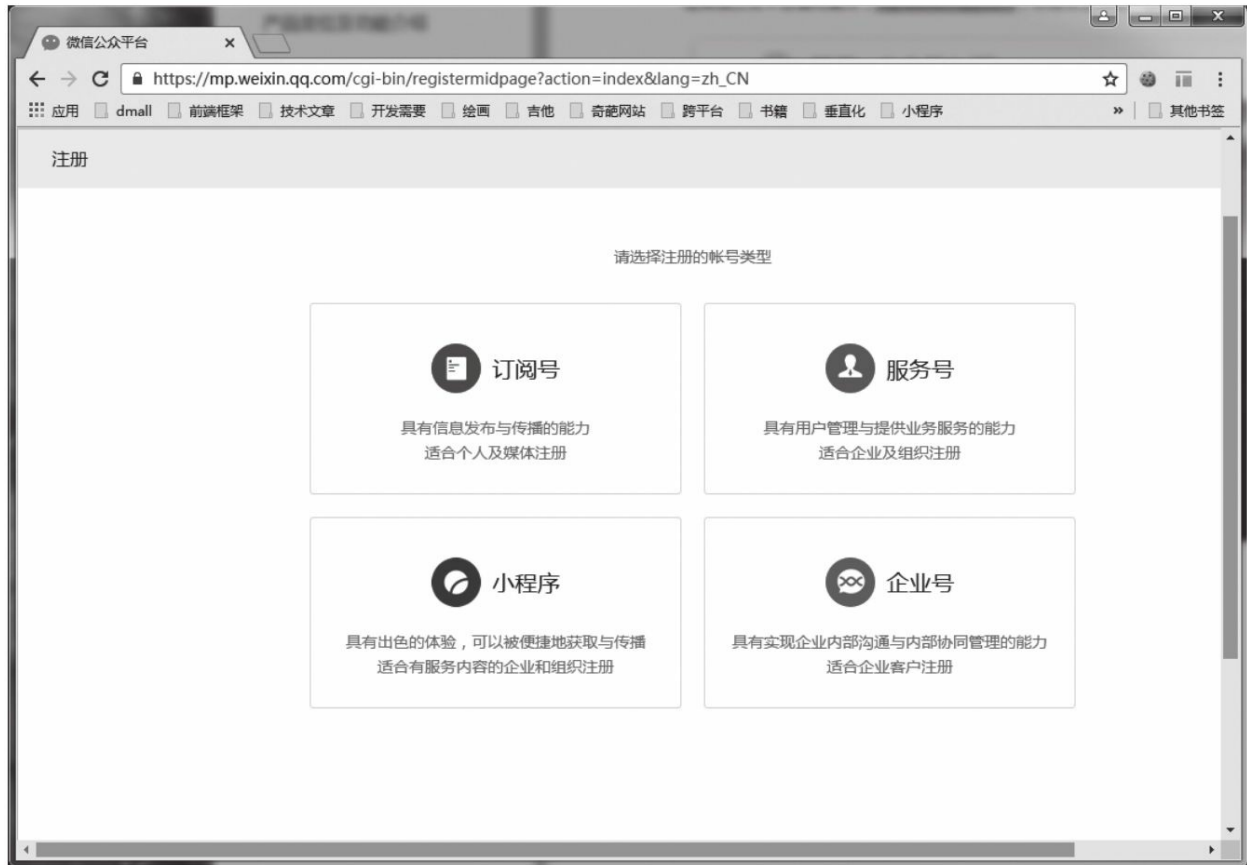 微信公众平台
https://mp.weixin.qq.com/cgi-bin/registermidpage?action=index&lang=zh_CN
应用 dmall 前端框架 技术文章 开发需要 绘画 吉他 奇葩网站 跨平台 书籍 垂直化 小程序 » 其他书签
注册
请选择注册的帐号类型
订阅号
具有信息发布与传播的能力
适合个人及媒体注册
服务号
具有用户管理与提供业务服务的能力
适合企业及组织注册
小程序
具有出色的体验，可以被便捷地获取与传播
适合有服务内容的企业和组织注册
企业号
具有实现企业内部沟通与内部协同管理的能力
适合企业客户注册